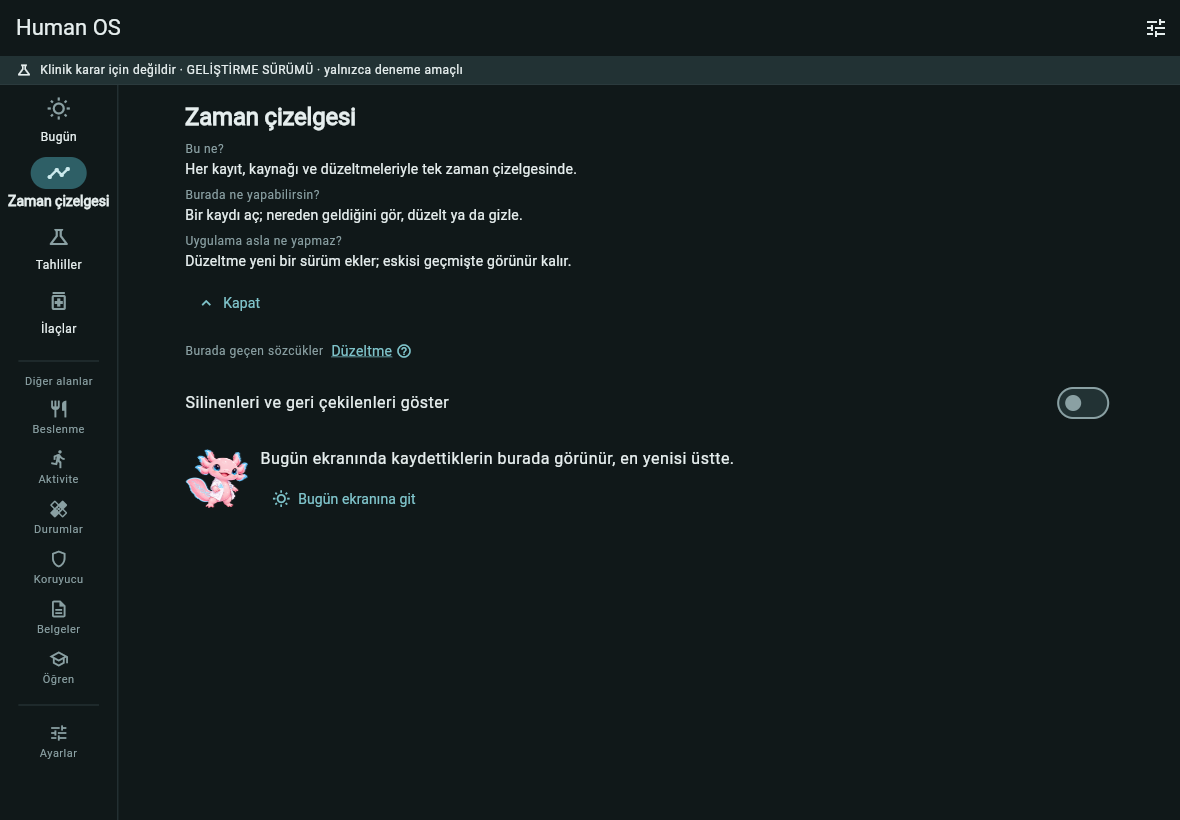 Human OS
Klinik karar için değildir · GELİŞTİRME SÜRÜMÜ · yalnızca deneme amaçlı
Bugün
Zaman çizelgesi
Tahliller
İlaçlar
Diğer alanlar
Beslenme
Aktivite
Durumlar
Koruyucu
Belgeler
Öğren
Ayarlar
Zaman çizelgesi
Bu ne?
Her kayıt, kaynağı ve düzeltmeleriyle tek zaman çizelgesinde.
Burada ne yapabilirsin?
Bir kaydı aç; nereden geldiğini gör, düzelt ya da gizle.
Uygulama asla ne yapmaz?
Düzeltme yeni bir sürüm ekler; eskisi geçmişte görünür kalır.
Kapat
Burada geçen sözcükler Düzeltme
Silinenleri ve geri çekilenleri göster
Bugün ekranında kaydettiklerin burada görünür, en yenisi üstte.
Bugün ekranına git